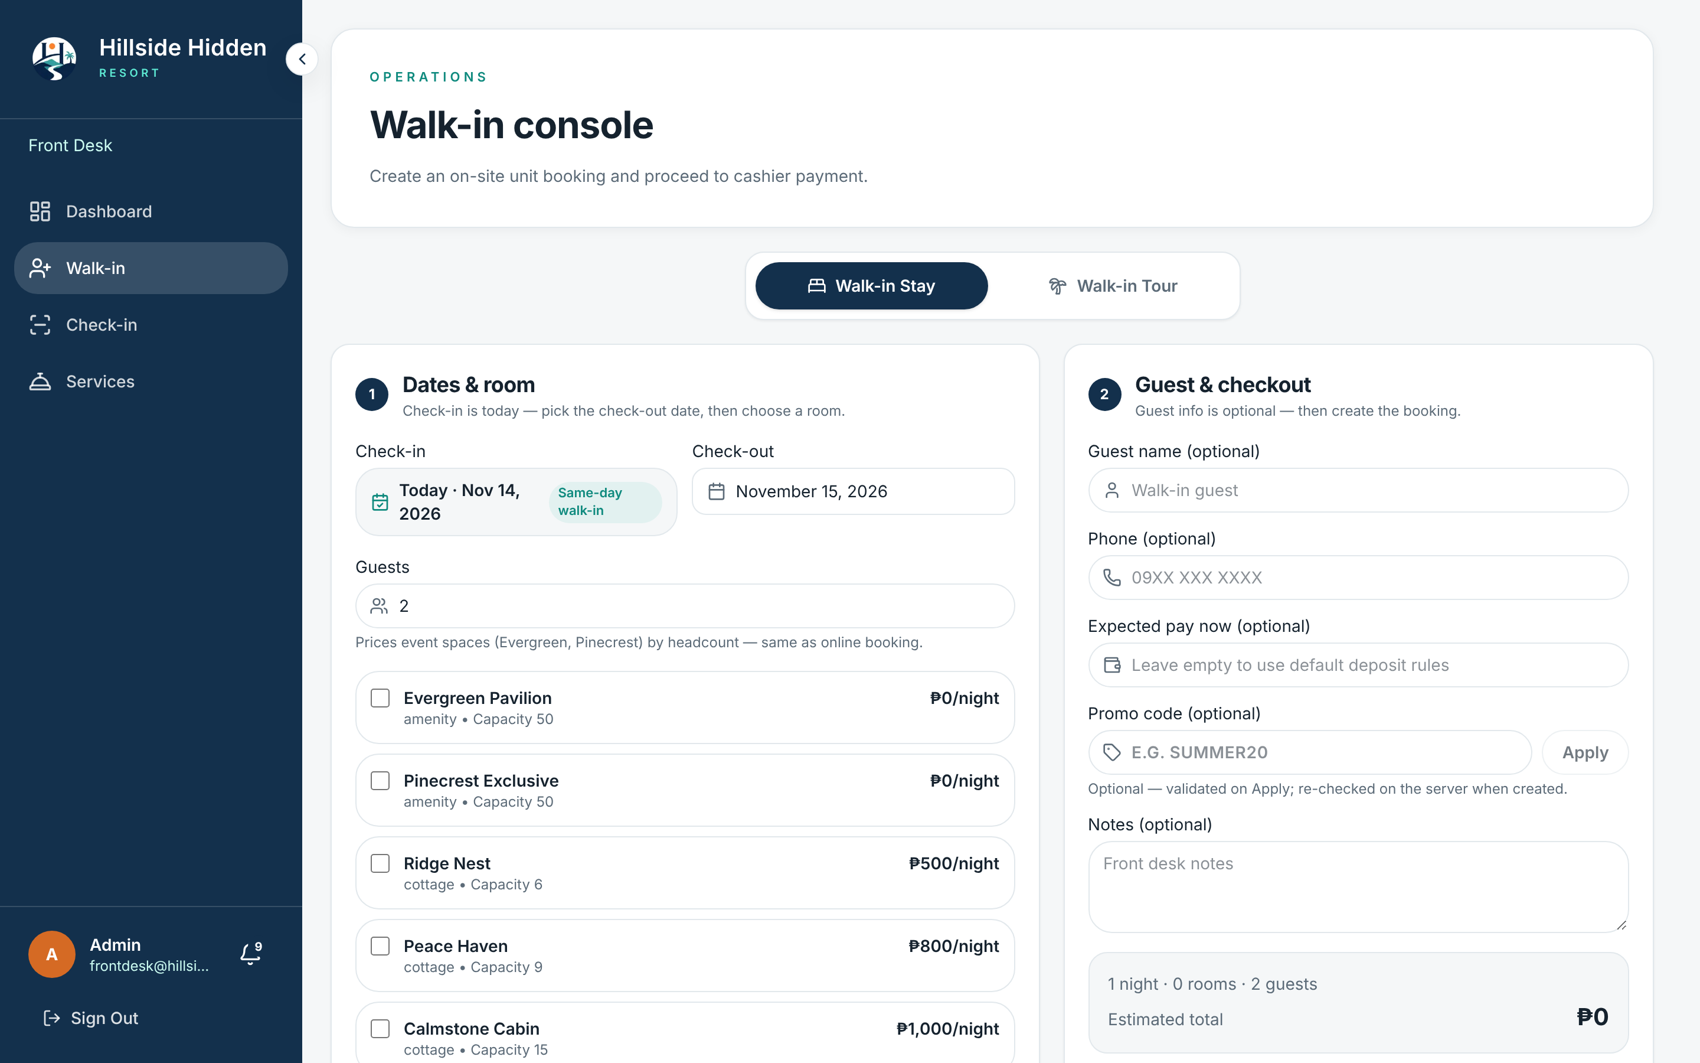 Hillside Hidden
RESORT
Front Desk
Dashboard
Walk-in
Check-in
Services
A
Admin
frontdesk@hillsi...
9
Sign Out
OPERATIONS
Walk-in console
Create an on-site unit booking and proceed to cashier payment.
Walk-in Stay
Walk-in Tour
1
Dates & room
Check-in is today — pick the check-out date, then choose a room.
Check-in
Today · Nov 14,
2026
Same-day
walk-in
Check-out
November 15, 2026
Guests
2
Prices event spaces (Evergreen, Pinecrest) by headcount — same as online booking.
Evergreen Pavilion
₱0/night
amenity • Capacity 50
Pinecrest Exclusive
₱0/night
amenity • Capacity 50
Ridge Nest
₱500/night
cottage • Capacity 6
Peace Haven
₱800/night
cottage • Capacity 9
Calmstone Cabin
₱1,000/night
cottage • Capacity 15
2
Guest & checkout
Guest info is optional — then create the booking.
Guest name (optional)
Walk-in guest
Phone (optional)
09XX XXX XXXX
Expected pay now (optional)
Leave empty to use default deposit rules
Promo code (optional)
E.G. SUMMER20
Apply
Optional — validated on Apply; re-checked on the server when created.
Notes (optional)
Front desk notes
1 night · 0 rooms · 2 guests
Estimated total
₱0